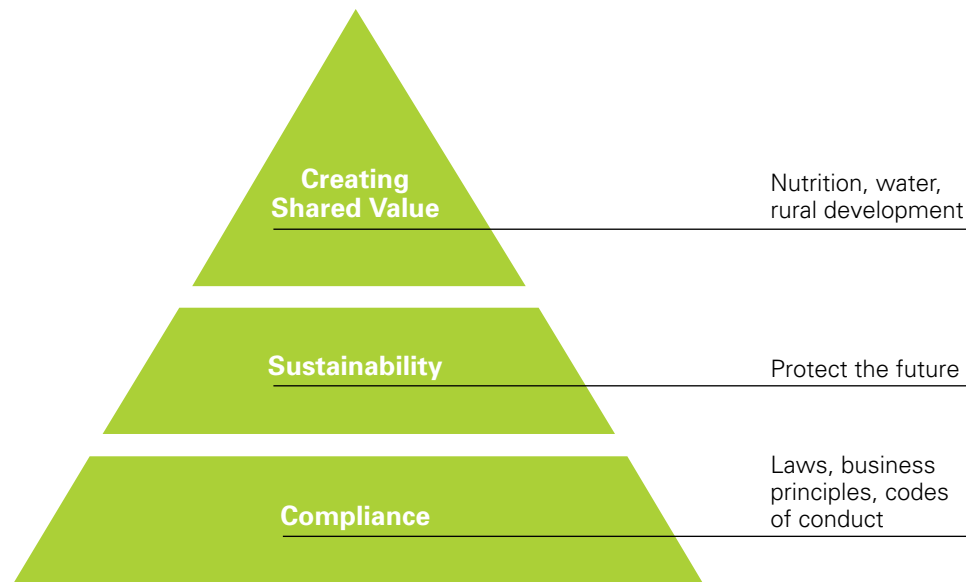 Creating
Shared Value
Nutrition, water,
rural development
Sustainability
Protect the future
Compliance
Laws, business
principles, codes
of conduct